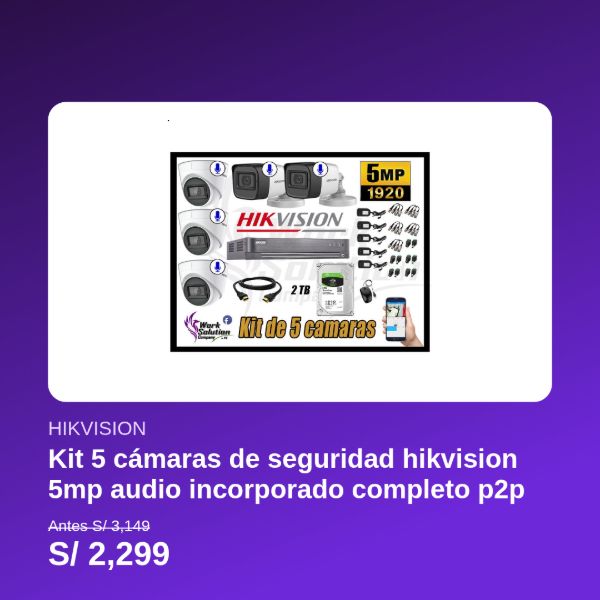 5MP
1920
HIKVISION
2 TB
Work
Solution
Company
Kit de 5 camaras
HIKVISION
Kit 5 cámaras de seguridad hikvision
5mp audio incorporado completo p2p
Antes S/ 3,149
S/ 2,299